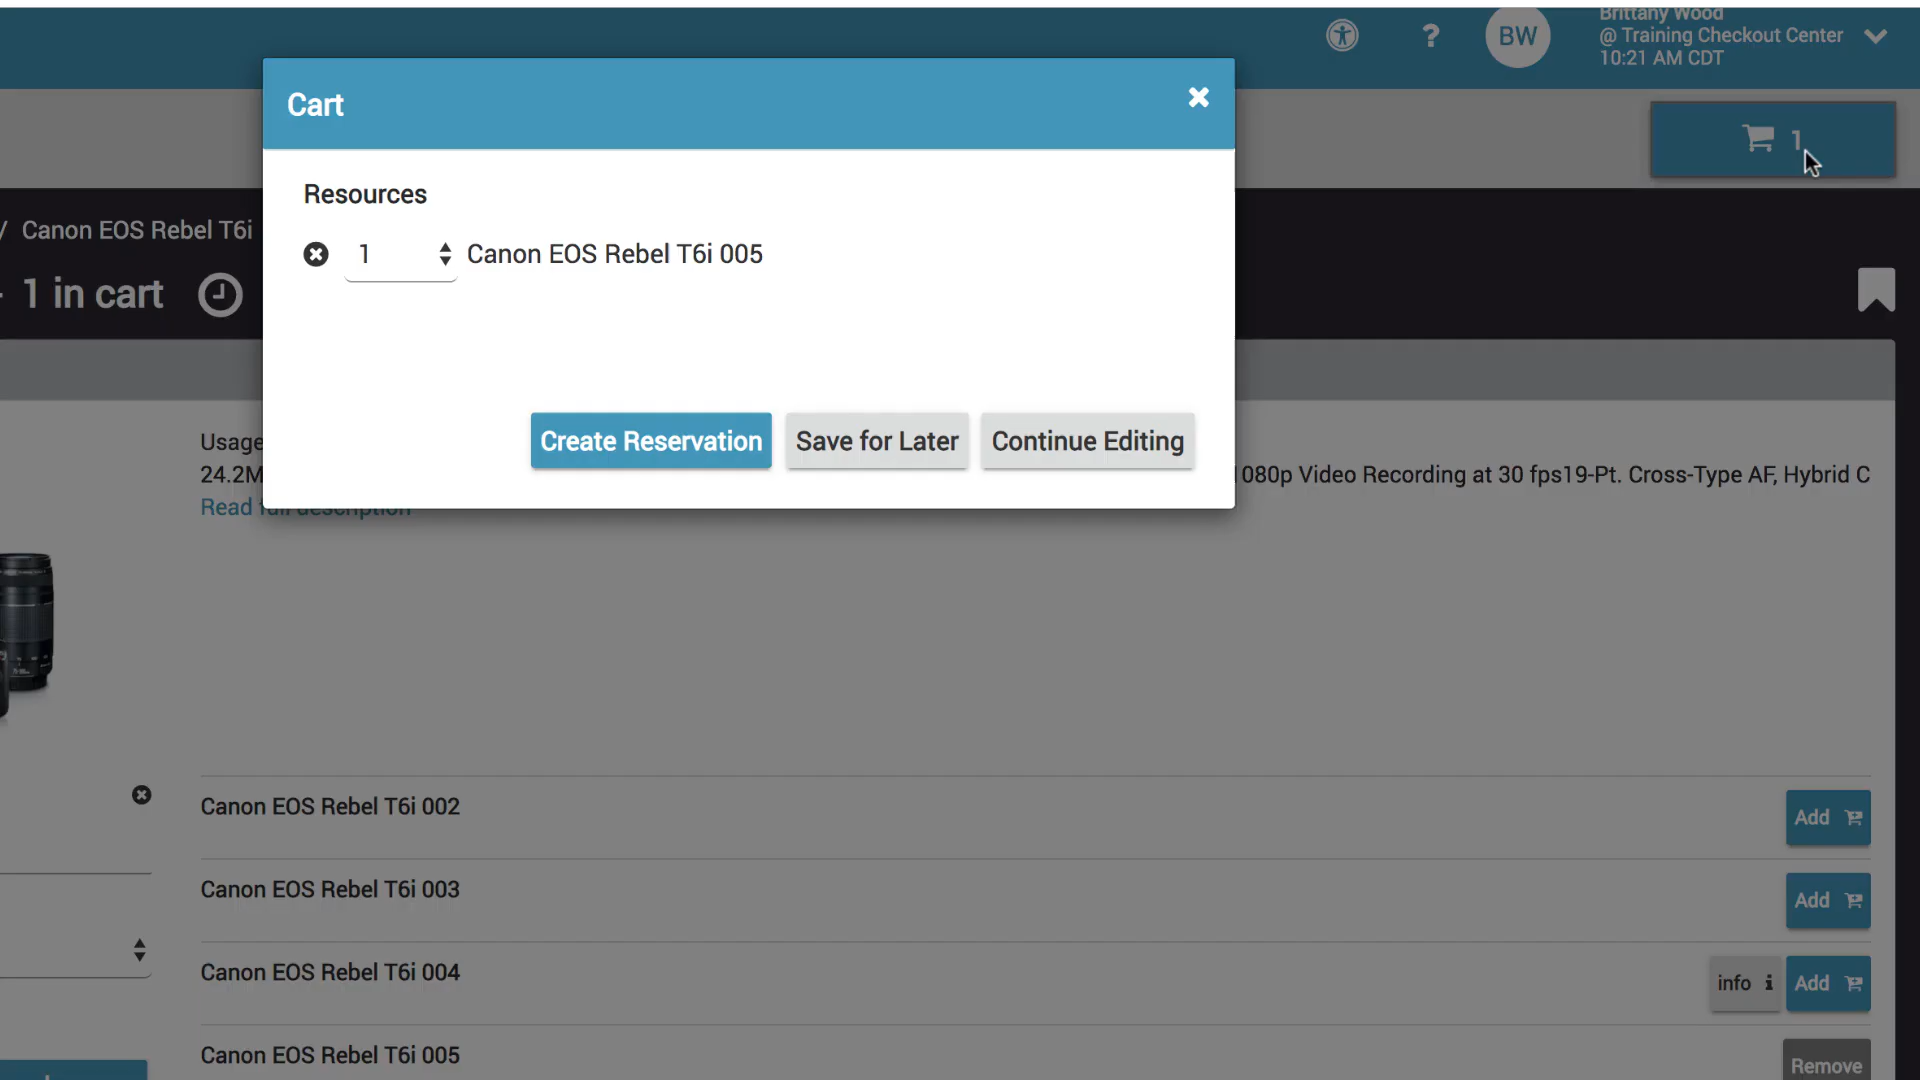 Brittany Wood
? BW @ Training Checkout Center
10:21 AM CDT
Cart
1
Resources
/ Canon EOS Rebel T6i
1 Canon EOS Rebel T6i 005
1 in cart
Create Reservation Save for Later Continue Editing
Usage
24.2M 1080p Video Recording at 30 fps19-Pt. Cross-Type AF, Hybrid C
Read full description
Canon EOS Rebel T6i 002 Add
Canon EOS Rebel T6i 003 Add
Canon EOS Rebel T6i 004 info i Add
Canon EOS Rebel T6i 005 Remove